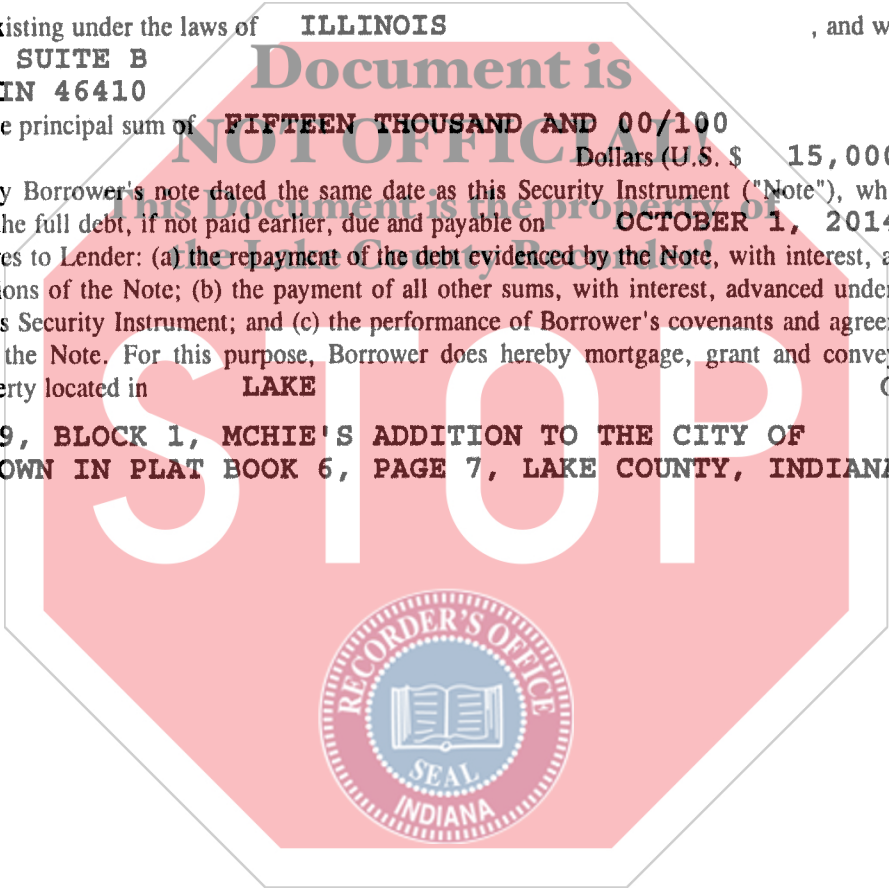 isting under the laws of ILLINOIS , and w
SUITE B
IN 46410
e principal sum of FIFTEEN THOUSAND AND 00/100
Dollars (U.S. $ 15,000
y Borrower's note dated the same date as this Security Instrument ("Note"), wh
he full debt, if not paid earlier, due and payable on OCTOBER 1, 2014
es to Lender: (a) the repayment of the debt evidenced by the Note, with interest, a
ons of the Note; (b) the payment of all other sums, with interest, advanced under
s Security Instrument; and (c) the performance of Borrower's covenants and agree
the Note. For this purpose, Borrower does hereby mortgage, grant and convey
erty located in LAKE C
9, BLOCK 1, MCHIE'S ADDITION TO THE CITY OF
OWN IN PLAT BOOK 6, PAGE 7, LAKE COUNTY, INDIANA
Document is
NOT OFFICIAL!
This Document is the property of
the Lake County Recorder!
STOP
RECORDER'S OFFICE
SEAL
INDIANA